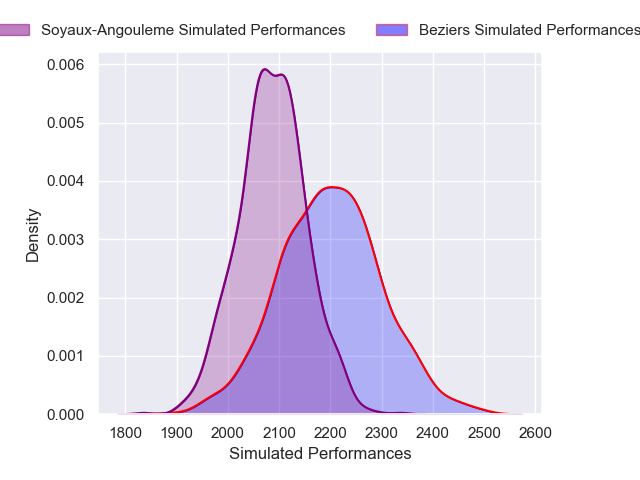 Soyaux-Angouleme Simulated Performances
Beziers Simulated Performances
0.006
0.005
0.004
0.003
0.002
0.001
0.000
Density
1800 1900 2000 2100 2200 2300 2400 2500 2600
Simulated Performances